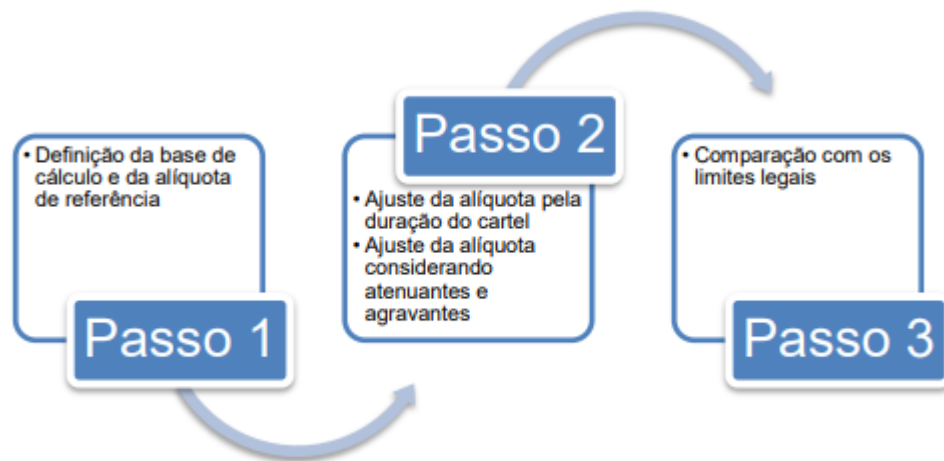 • Definição da base de
cálculo e da alíquota
de referência
Passo 1
Passo 2
• Ajuste da alíquota pela
duração do cartel
• Ajuste da alíquota
considerando
atenuantes e
agravantes
• Comparação com os
limites legais
Passo 3